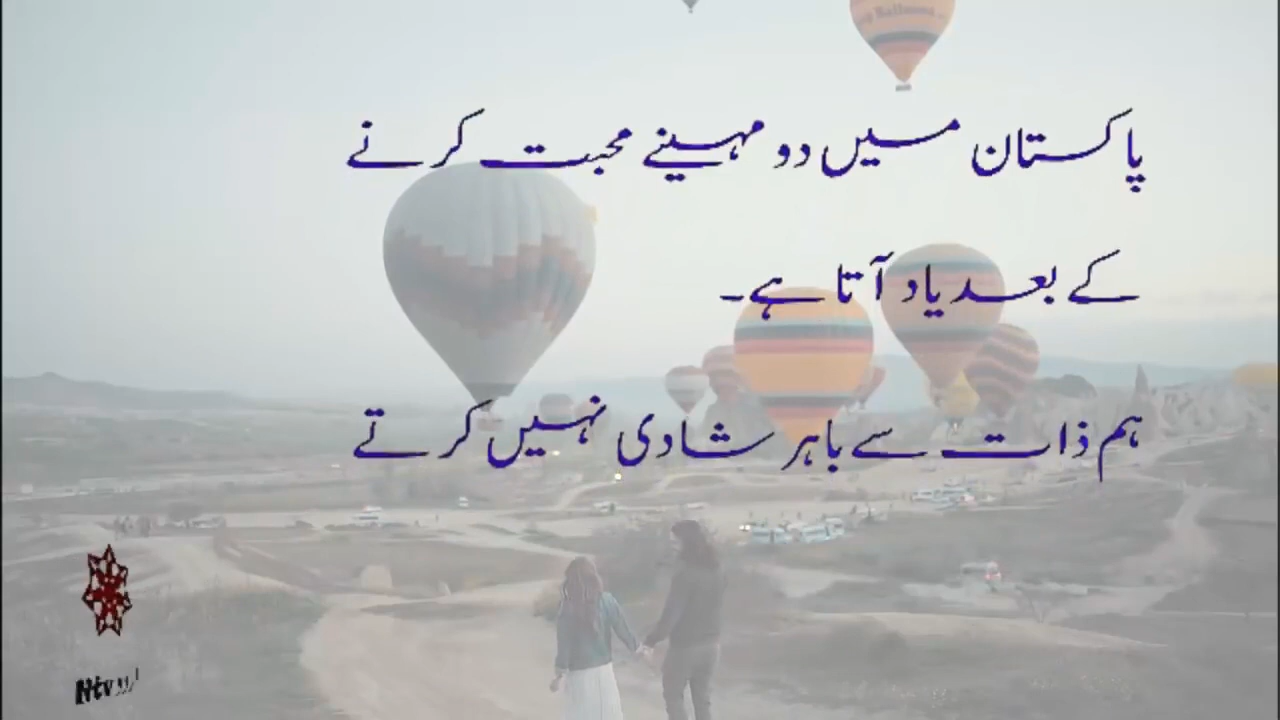 پاکستان میں دو مہینے محبت کرنے
کے بعد یاد آتا ہے۔
ہم ذات سے باہر شادی نہیں کرتے